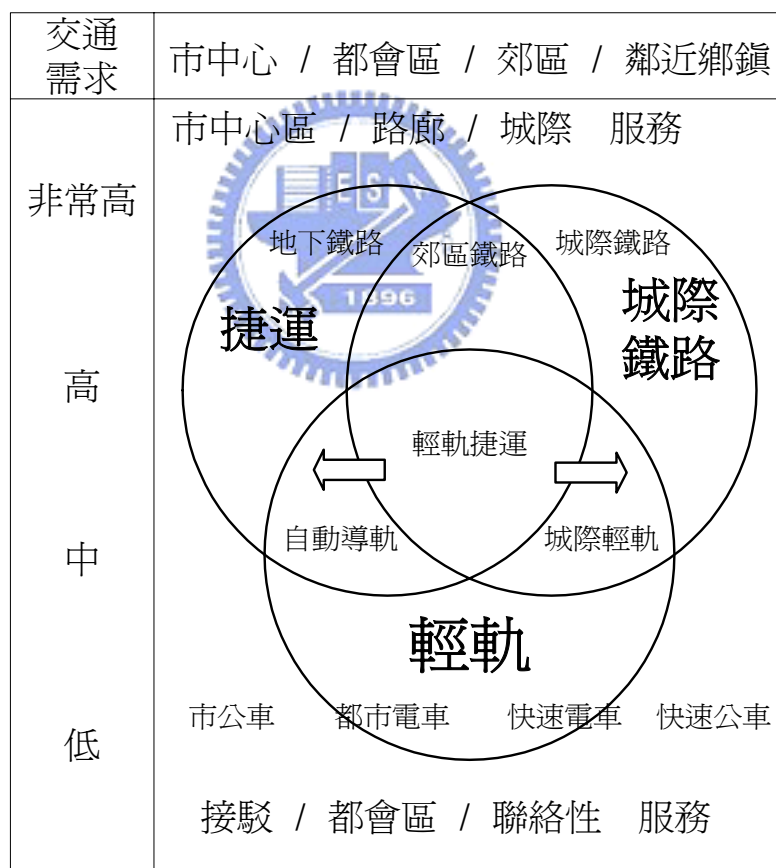 交通
需求
市中心 / 都會區 / 郊區 / 鄰近鄉鎮
市中心區 / 路廊 / 城際 服務
非常高
E S A
地下鐵路
郊區鐵路
城際鐵路
1896
捷運
城際
鐵路
高
輕軌捷運
自動導軌
城際輕軌
中
輕軌
市公車 都市電車 快速電車 快速公車
低
接駁 / 都會區 / 聯絡性 服務